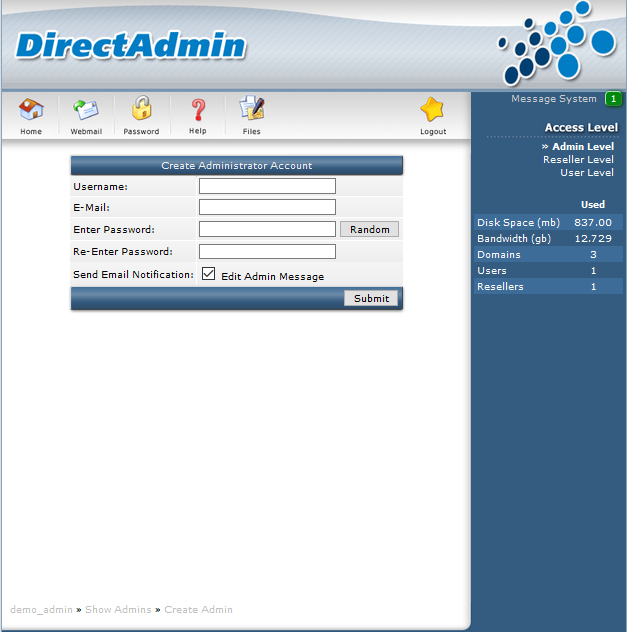 DirectAdmin
Home
Webmail
Password
Help
Files
Logout
Message System 1
Access Level
» Admin Level
Reseller Level
User Level
Used
Disk Space (mb) 837.00
Bandwidth (gb) 12.729
Domains 3
Users 1
Resellers 1
Create Administrator Account
Username:
E-Mail:
Enter Password: Random
Re-Enter Password:
Send Email Notification: Edit Admin Message
Submit
demo_admin » Show Admins » Create Admin